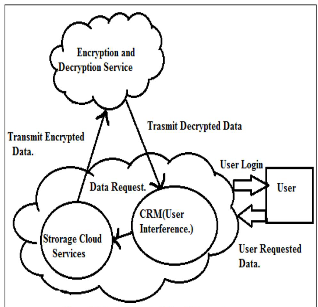 Encryption and
Decryption Service
Transmit Encrypted
Data.
Trasmit Decrypted Data
User Login
User
Data Request.
CRM(User
Interference.)
Strorage Cloud
Services
User Requested
Data.